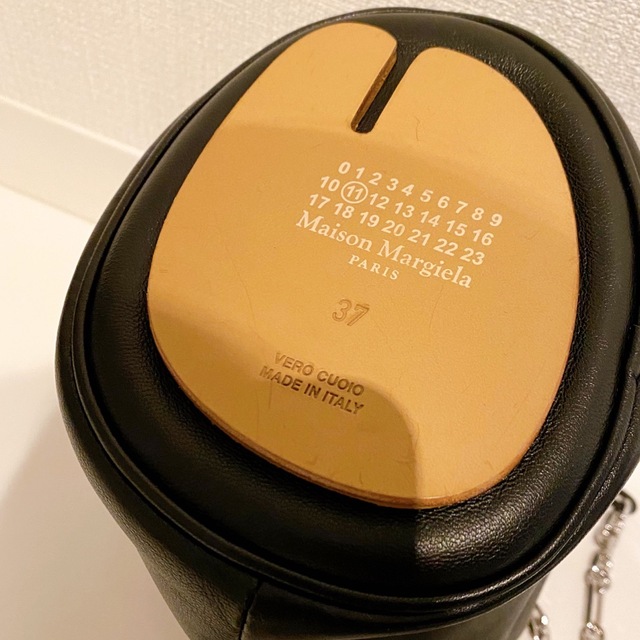 0 1 2 3 4 5 6 7 8 9
10 11 12 13 14 15 16
17 18 19 20 21 22 23
Maison Margiela
PARIS
37
VERO CUOIO
MADE IN ITALY